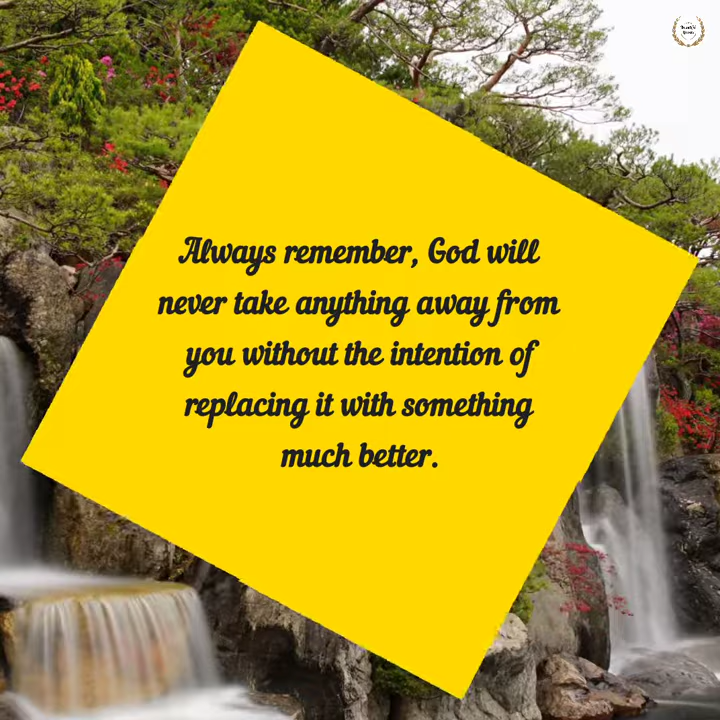 Always remember, God will
never take anything away from
you without the intention of
replacing it with something
much better.